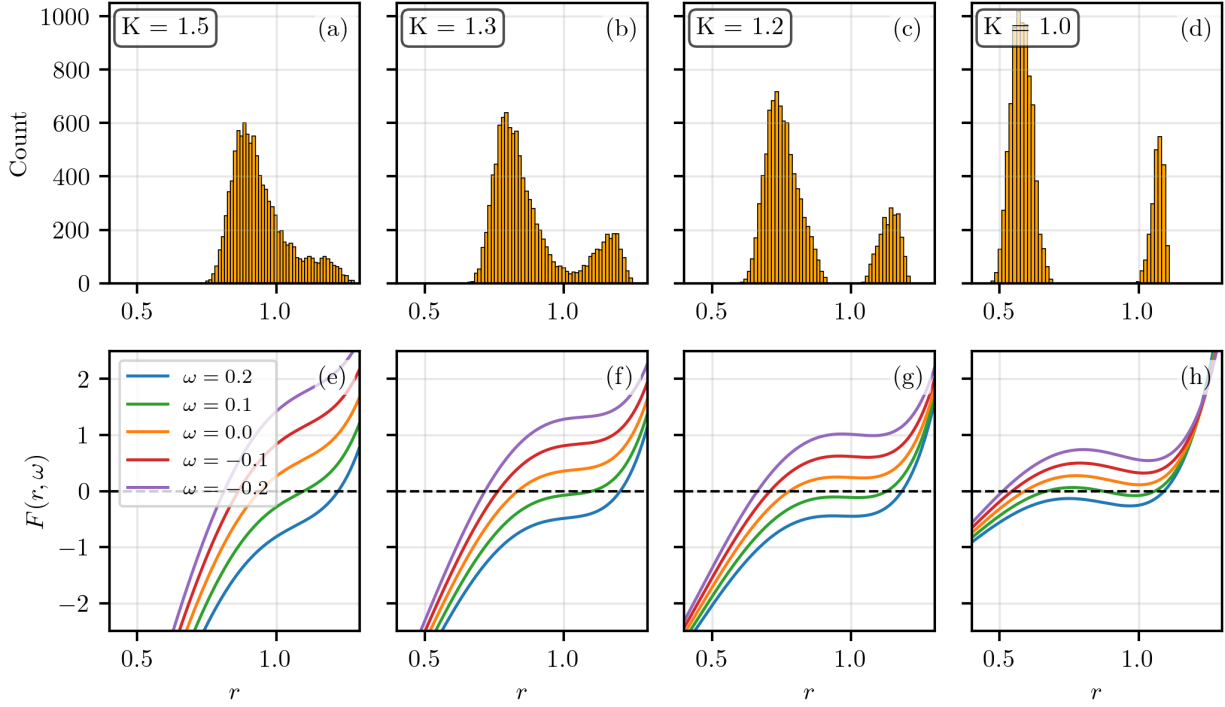 K = 1.5
(a)
K = 1.3
(b)
K = 1.2
(c)
K = 1.0
(d)
1000
800
600
400
200
0
Count
0.5 1.0
0.5 1.0
0.5 1.0
0.5 1.0
(e)
(f)
(g)
(h)
ω = 0.2
ω = 0.1
ω = 0.0
ω = −0.1
ω = −0.2
2
1
0
−1
−2
F(r, ω)
0.5 1.0
0.5 1.0
0.5 1.0
0.5 1.0
r
r
r
r